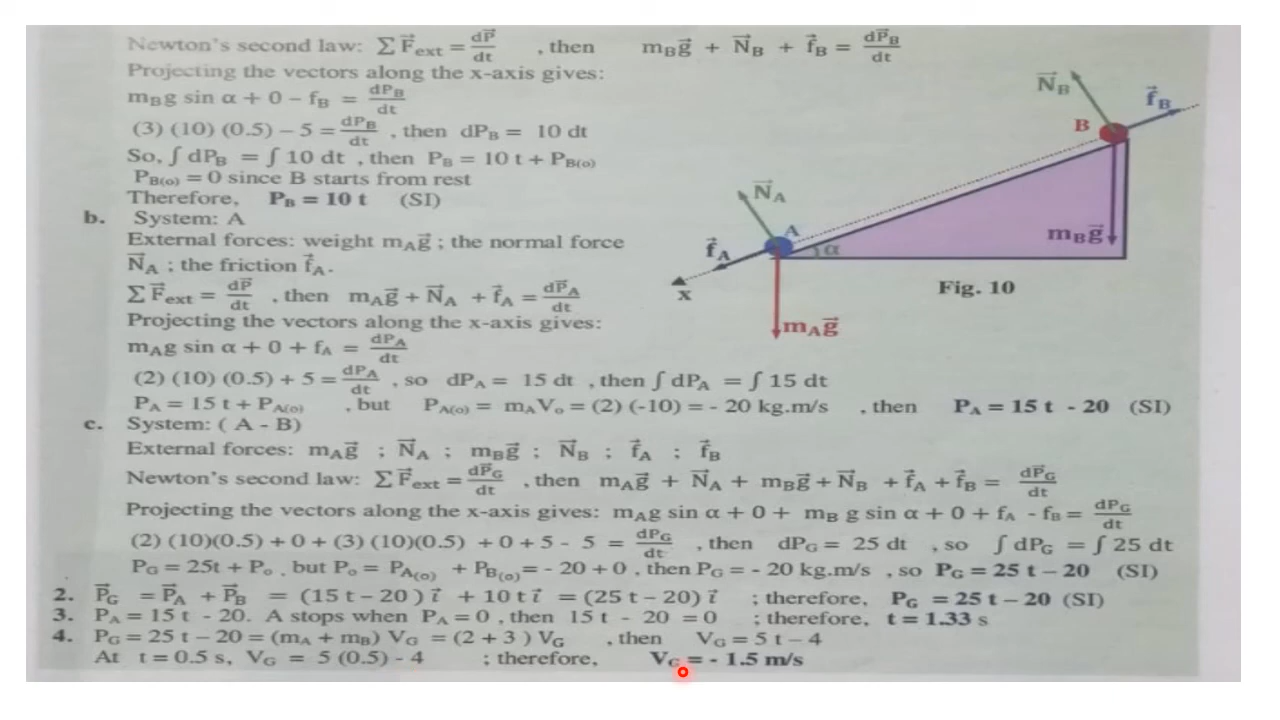 Newton's second law: Σ F⃗ext = dP⃗/dt , then mBg⃗ + N⃗B + f⃗B = dP⃗B/dt
Projecting the vectors along the x-axis gives:
mBg sin α + 0 – fB = dPB/dt
(3) (10) (0.5) – 5 = dPB/dt , then dPB = 10 dt
So, ∫ dPB = ∫ 10 dt , then PB = 10 t + PB(o)
PB(o) = 0 since B starts from rest
Therefore, PB = 10 t (SI)
b. System: A
External forces: weight mAg⃗ ; the normal force
N⃗A ; the friction f⃗A.
Σ F⃗ext = dP⃗/dt , then mAg⃗ + N⃗A + f⃗A = dP⃗A/dt
Projecting the vectors along the x-axis gives:
mAg sin α + 0 + fA = dPA/dt
(2) (10) (0.5) + 5 = dPA/dt , so dPA = 15 dt , then ∫ dPA = ∫ 15 dt
PA = 15 t + PA(o) , but PA(o) = mAVo = (2) (-10) = - 20 kg.m/s , then PA = 15 t - 20 (SI)
c. System: ( A - B)
External forces: mAg⃗ ; N⃗A ; mBg⃗ ; N⃗B ; f⃗A ; f⃗B
Newton's second law: Σ F⃗ext = dP⃗G/dt , then mAg⃗ + N⃗A + mBg⃗ + N⃗B + f⃗A + f⃗B = dP⃗G/dt
Projecting the vectors along the x-axis gives: mAg sin α + 0 + mB g sin α + 0 + fA - fB = dPG/dt
(2) (10)(0.5) + 0 + (3) (10)(0.5) + 0 + 5 - 5 = dPG/dt , then dPG = 25 dt , so ∫ dPG = ∫ 25 dt
PG = 25t + Po , but Po = PA(o) + PB(o) = - 20 + 0 , then PG = - 20 kg.m/s , so PG = 25 t – 20 (SI)
2. P⃗G = P⃗A + P⃗B = (15 t – 20 ) i⃗ + 10 t i⃗ = (25 t – 20) i⃗ ; therefore, PG = 25 t – 20 (SI)
3. PA = 15 t - 20. A stops when PA = 0 , then 15 t - 20 = 0 ; therefore, t = 1.33 s
4. PG = 25 t – 20 = (mA + mB) VG = (2 + 3 ) VG , then VG = 5 t – 4
At t = 0.5 s, VG = 5 (0.5) - 4 ; therefore, VG = - 1.5 m/s
N⃗B
f⃗B
B
N⃗A
A
mBg⃗
f⃗A
α
x
Fig. 10
mAg⃗